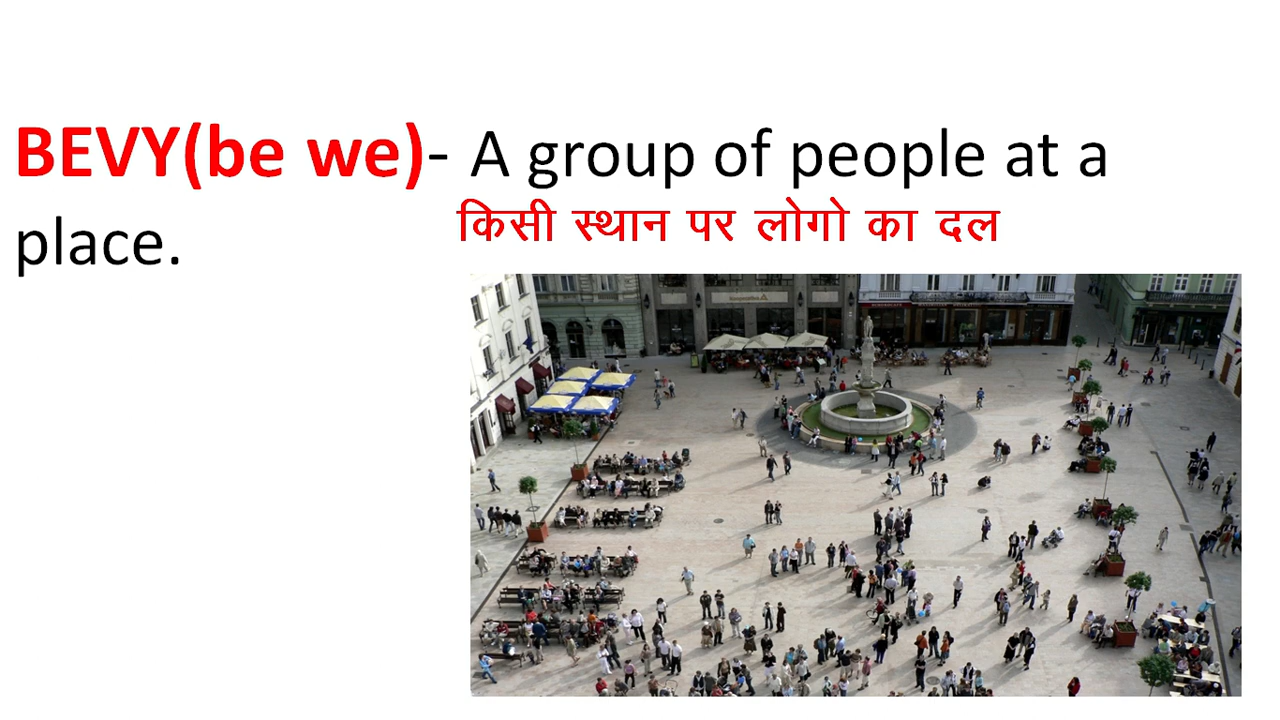 BEVY(be we)- A group of people at a
place.
किसी स्थान पर लोगो का दल